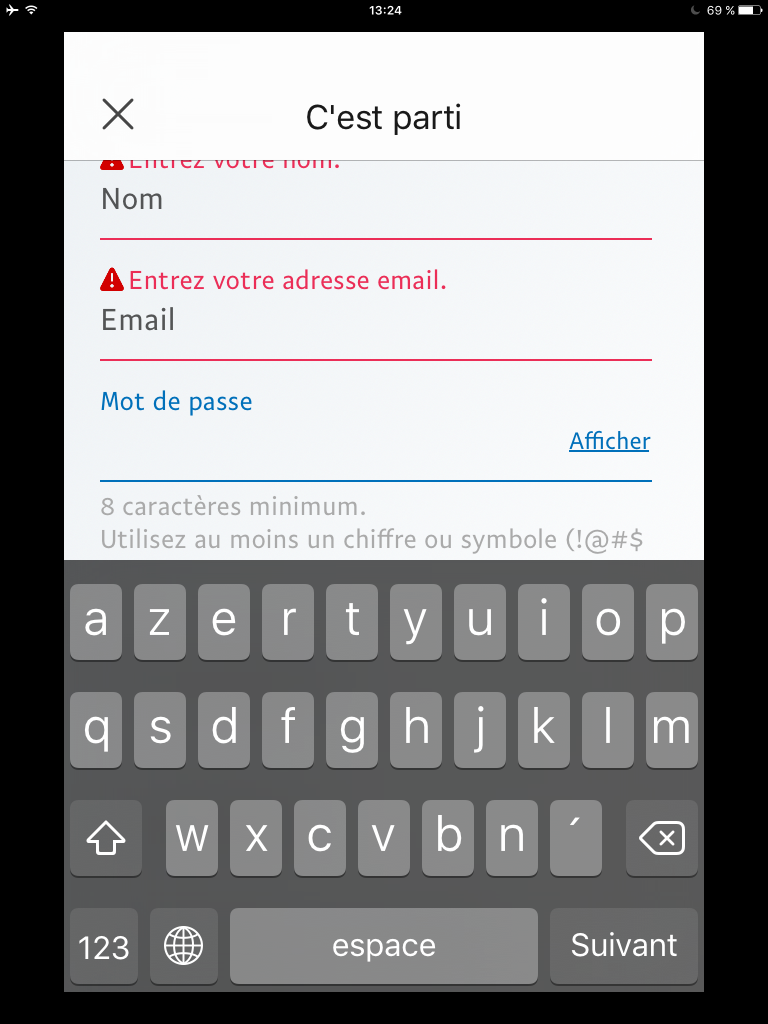 13:24
69 %
C'est parti
Entrez votre nom.
Nom
Entrez votre adresse email.
Email
Mot de passe
Afficher
8 caractères minimum.
Utilisez au moins un chiffre ou symbole (!@#$
a z e r t y u i o p
q s d f g h j k l m
w x c v b n ´
123 espace Suivant